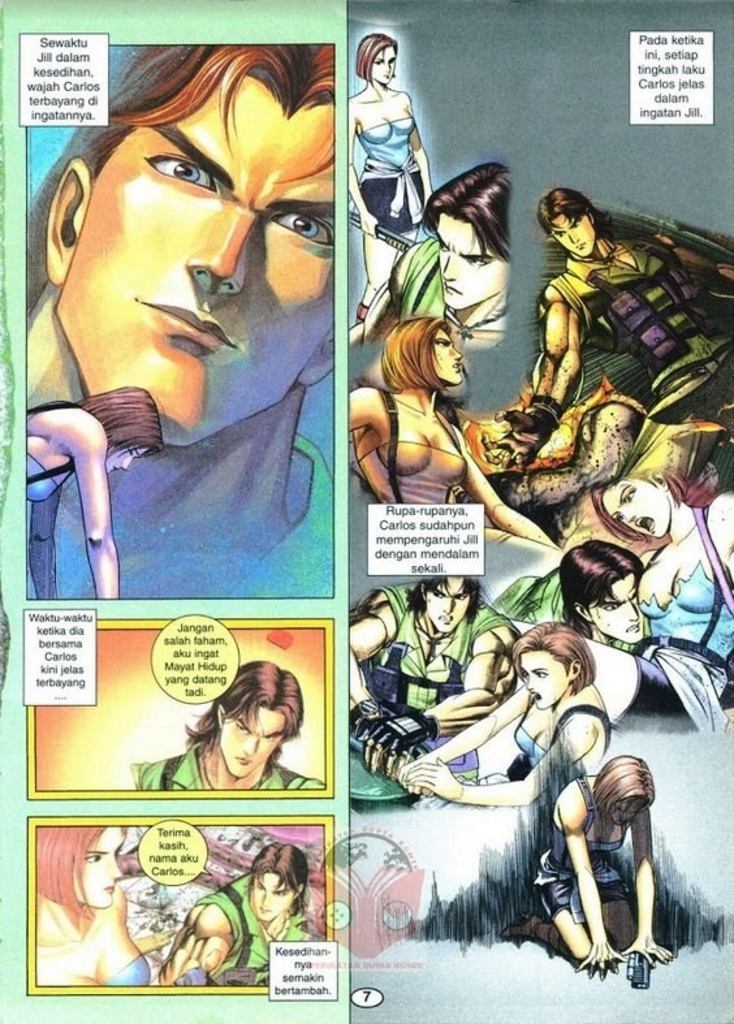 Sewaktu
Jill dalam
kesedihan,
wajah Carlos
terbayang di
ingatannya.
Waktu-waktu
ketika dia
bersama
Carlos
kini jelas
terbayang
....
Jangan
salah faham,
aku ingat
Mayat Hidup
yang datang
tadi.
Terima
kasih,
nama aku
Carlos....
Kesedihan-
nya
semakin
bertambah.
Pada ketika
ini, setiap
tingkah laku
Carlos jelas
dalam
ingatan Jill.
Rupa-rupanya,
Carlos sudahpun
mempengaruhi Jill
dengan mendalam
sekali.
7